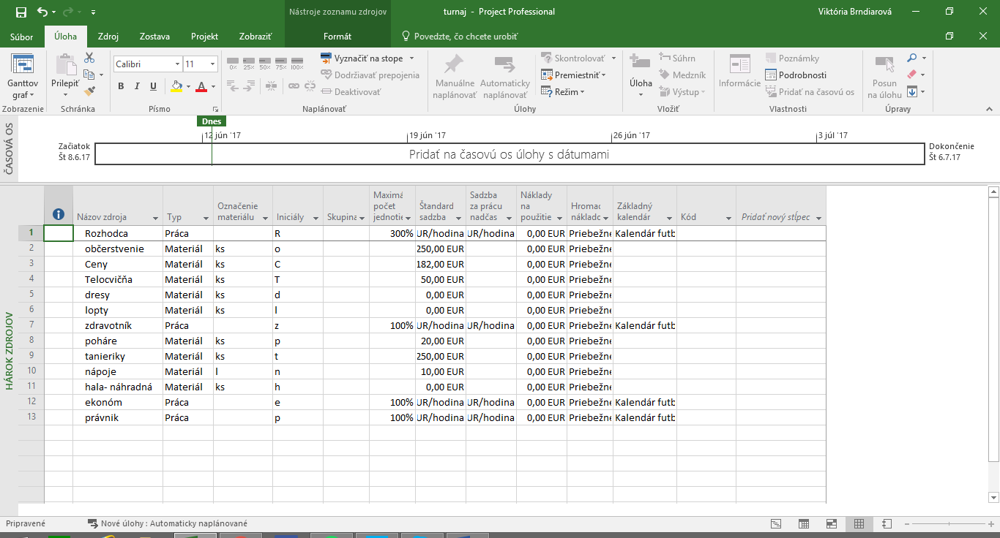 Nástroje zoznamu zdrojov
turnaj - Project Professional
Viktória Brndiarová
Súbor
Úloha
Zdroj
Zostava
Projekt
Zobraziť
Formát
Povedzte, čo chcete urobiť
Ganttov graf
Zobrazenie
Prilepiť
Schránka
Calibri 11
B I U A
Písmo
0% 25% 50% 75% 100%
Vyznačiť na stope
Dodržiavať prepojenia
Deaktivovať
Naplánovať
Manuálne naplánovať
Automaticky naplánovať
Skontrolovať
Premiestniť
Režim
Úlohy
Úloha
Súhrn
Medzník
Výstup
Vložiť
Informácie
Poznámky
Podrobnosti
Pridať na časovú os
Vlastnosti
Posun na úlohu
Úpravy
ČASOVÁ OS
Dnes
12 jún '17 19 jún '17 26 jún '17 3 júl '17
Začiatok
Št 8.6.17
Pridať na časovú os úlohy s dátumami
Dokončenie
Št 6.7.17
HÁROK ZDROJOV
Názov zdroja
Typ
Označenie materiálu
Iniciály
Skupina
Maximá počet jednotie
Štandard sadzba
Sadzba za prácu nadčas
Náklady na použitie
Hromac nákladc
Základný kalendár
Kód
Pridať nový stĺpec
1 Rozhodca Práca R 300% UR/hodina UR/hodina 0,00 EUR Priebežne Kalendár futb
2 občerstvenie Materiál ks o 250,00 EUR 0,00 EUR Priebežne
3 Ceny Materiál ks C 182,00 EUR 0,00 EUR Priebežne
4 Telocvičňa Materiál ks T 50,00 EUR 0,00 EUR Priebežne
5 dresy Materiál ks d 0,00 EUR 0,00 EUR Priebežne
6 lopty Materiál ks l 0,00 EUR 0,00 EUR Priebežne
7 zdravotník Práca z 100% UR/hodina UR/hodina 0,00 EUR Priebežne Kalendár futb
8 poháre Materiál ks p 20,00 EUR 0,00 EUR Priebežne
9 tanieriky Materiál ks t 250,00 EUR 0,00 EUR Priebežne
10 nápoje Materiál l n 10,00 EUR 0,00 EUR Priebežne
11 hala- náhradná Materiál ks h 0,00 EUR 0,00 EUR Priebežne
12 ekonóm Práca e 100% UR/hodina UR/hodina 0,00 EUR Priebežne Kalendár futb
13 právnik Práca p 100% UR/hodina UR/hodina 0,00 EUR Priebežne Kalendár futb
Pripravené
Nové úlohy : Automaticky naplánované